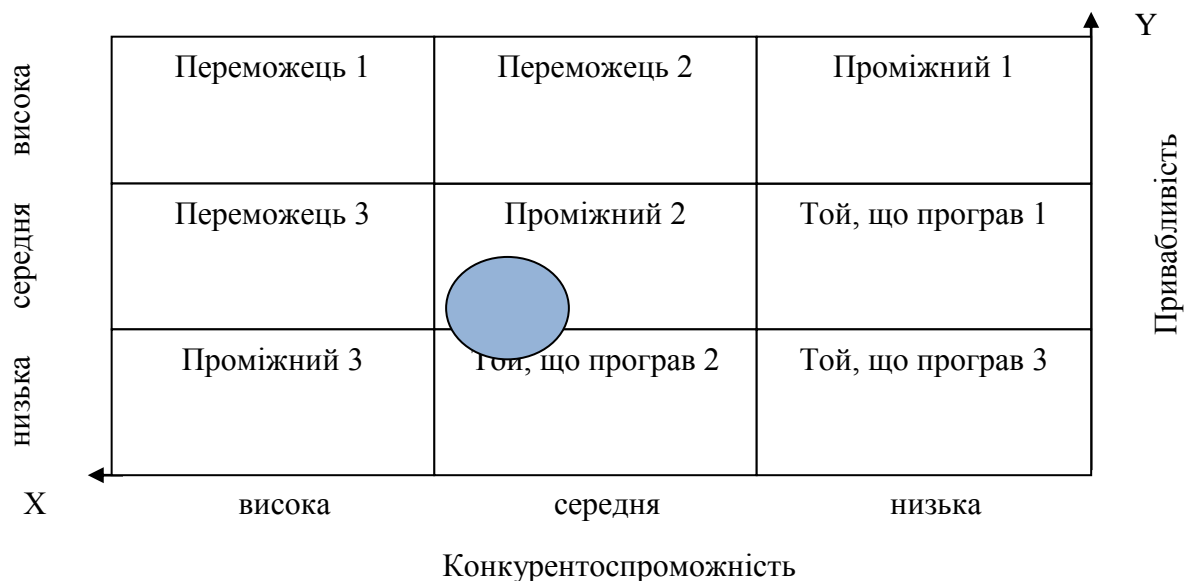 Y
Переможець 1 Переможець 2 Проміжний 1
висока
Переможець 3 Проміжний 2 Той, що програв 1
середня
Привабливість
Проміжний 3 Той, що програв 2 Той, що програв 3
низька
X висока середня низька
Конкурентоспроможність